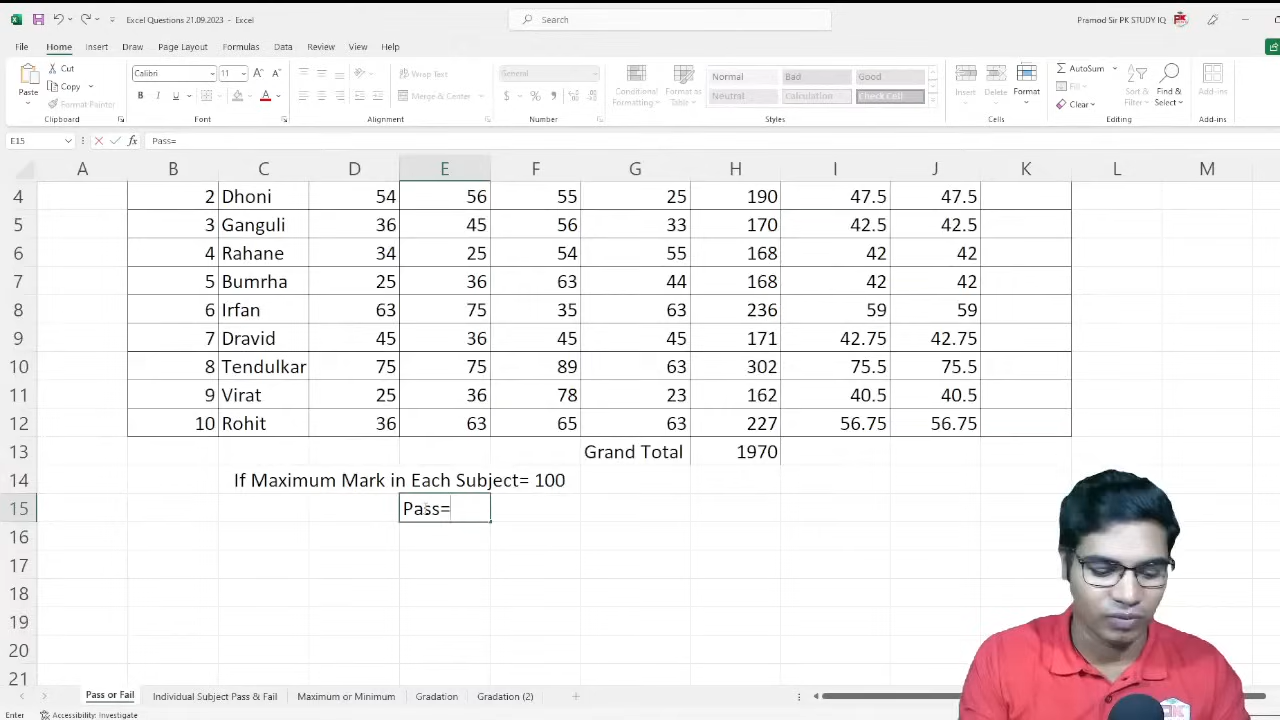 Excel Questions 21.09.2023 - Excel
Search
Pramod Sir PK STUDY IQ
File Home Insert Draw Page Layout Formulas Data Review View Help
Paste
Cut
Copy
Format Painter
Clipboard
Calibri 11
B I U
Font
Wrap Text
Merge & Center
Alignment
General
$ % 9
Number
Conditional Formatting
Format as Table
Normal Bad Good
Neutral Calculation Check Cell
Styles
Insert Delete Format
Cells
AutoSum
Fill
Clear
Sort & Filter
Find & Select
Editing
Add-ins
Add-ins
E15 fx Pass=
A B C D E F G H I J K L M
4 2 Dhoni 54 56 55 25 190 47.5 47.5
5 3 Ganguli 36 45 56 33 170 42.5 42.5
6 4 Rahane 34 25 54 55 168 42 42
7 5 Bumrha 25 36 63 44 168 42 42
8 6 Irfan 63 75 35 63 236 59 59
9 7 Dravid 45 36 45 45 171 42.75 42.75
10 8 Tendulkar 75 75 89 63 302 75.5 75.5
11 9 Virat 25 36 78 23 162 40.5 40.5
12 10 Rohit 36 63 65 63 227 56.75 56.75
13 Grand Total 1970
14 If Maximum Mark in Each Subject= 100
15 Pass=
16
17
18
19
20
21
Pass or Fail Individual Subject Pass & Fail Maximum or Minimum Gradation Gradation (2)
Enter Accessibility: Investigate